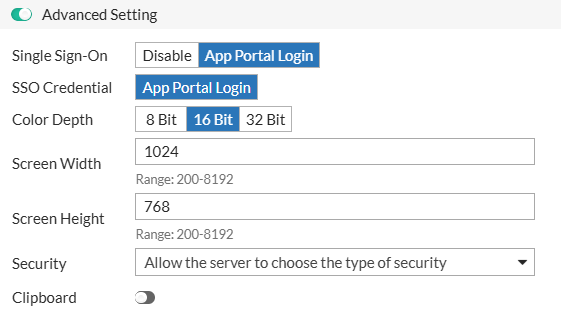 Advanced Setting
Single Sign-On Disable App Portal Login
SSO Credential App Portal Login
Color Depth 8 Bit 16 Bit 32 Bit
Screen Width 1024
Range: 200-8192
Screen Height 768
Range: 200-8192
Security Allow the server to choose the type of security
Clipboard